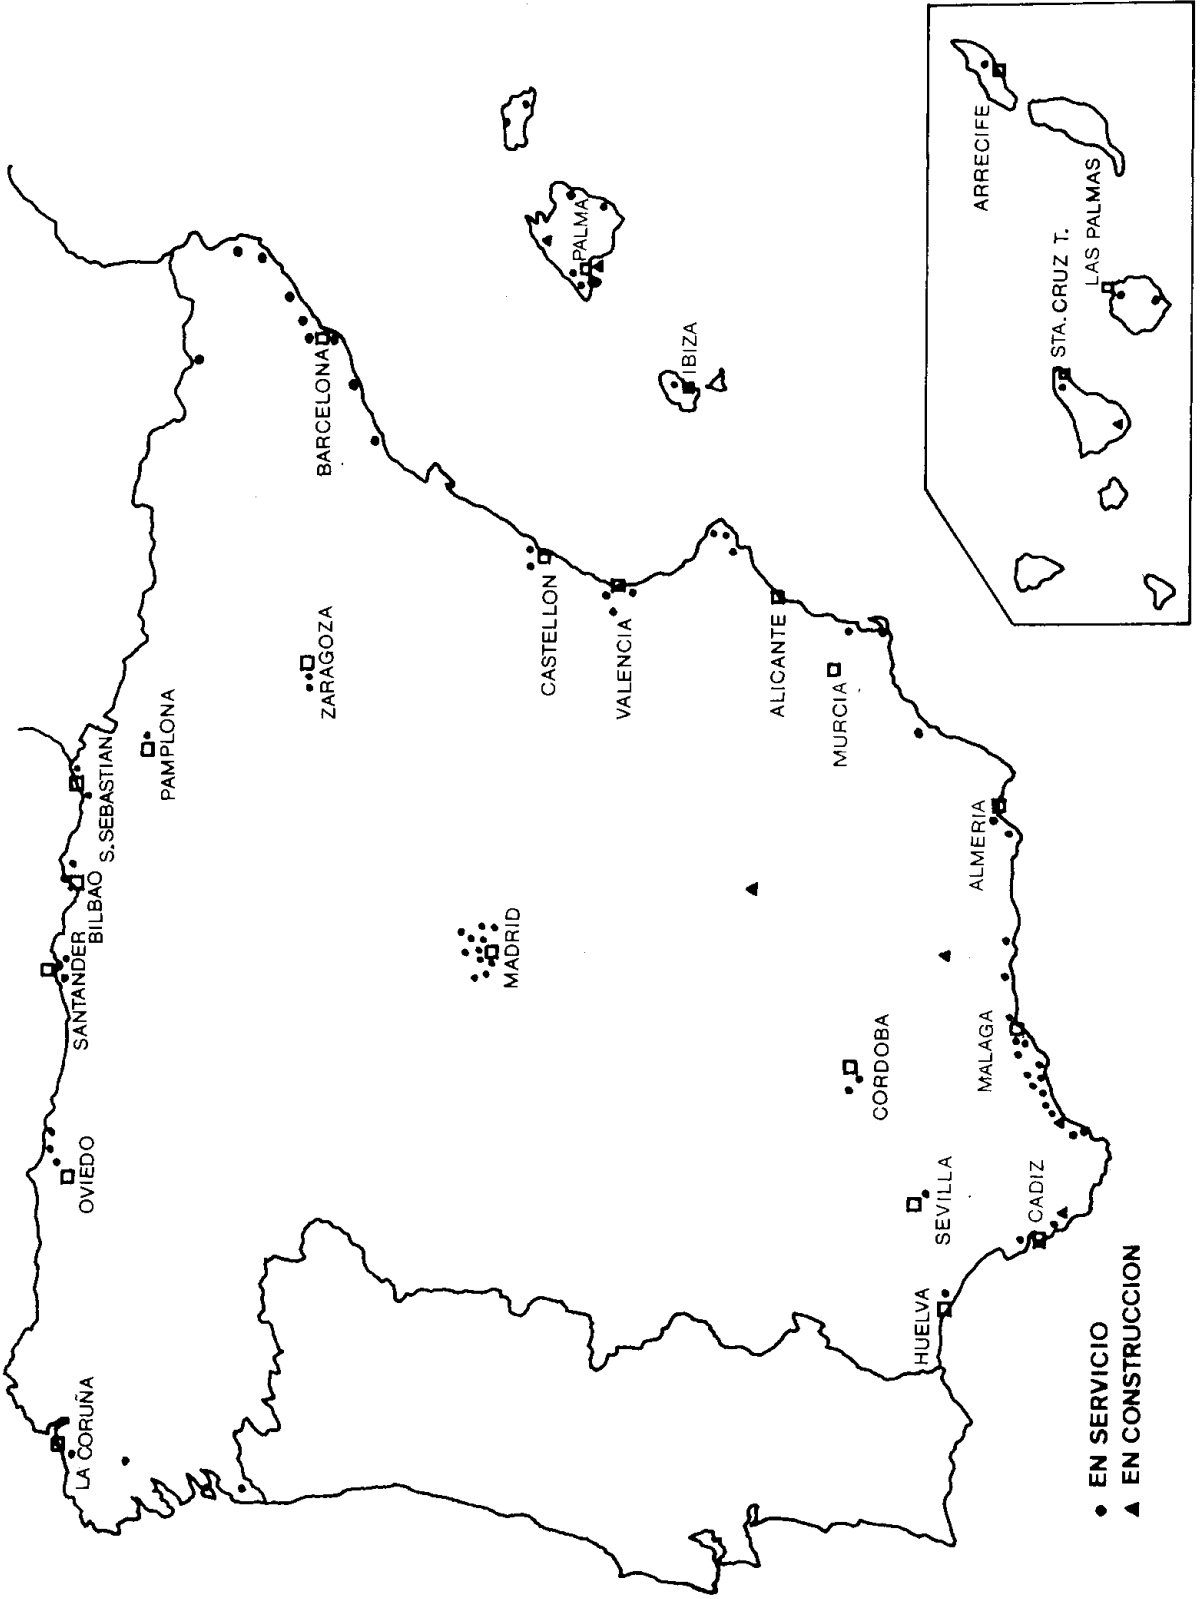 LA CORUÑA
OVIEDO
SANTANDER
BILBAO
S. SEBASTIAN
PAMPLONA
ZARAGOZA
BARCELONA
MADRID
CASTELLON
VALENCIA
PALMA
IBIZA
ALICANTE
MURCIA
CORDOBA
SEVILLA
HUELVA
CADIZ
MALAGA
ALMERIA
ARRECIFE
LAS PALMAS
STA. CRUZ T.
EN SERVICIO
EN CONSTRUCCION